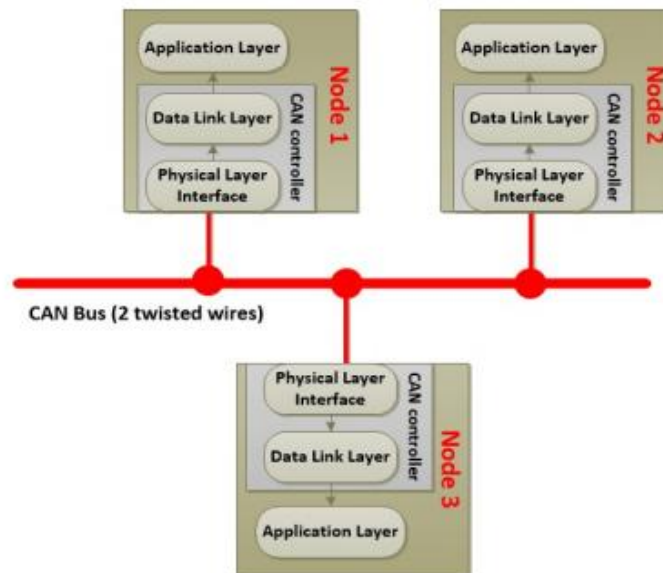 Application Layer
Data Link Layer
Physical Layer
Interface
CAN controller
Node 1
Application Layer
Data Link Layer
Physical Layer
Interface
CAN controller
Node 2
CAN Bus (2 twisted wires)
Physical Layer
Interface
Data Link Layer
Application Layer
CAN controller
Node 3